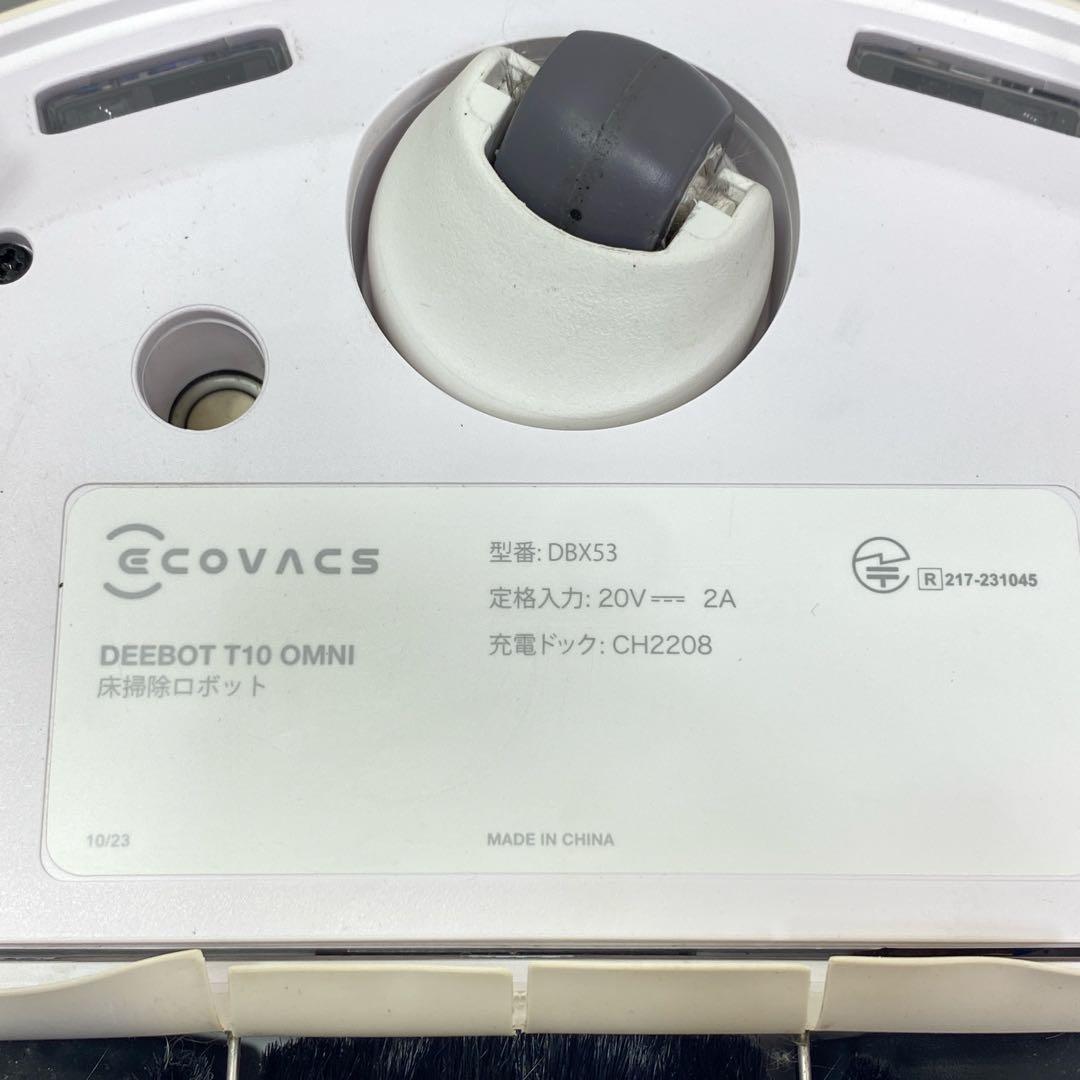 ECOVACS
DEEBOT T10 OMNI
床掃除ロボット
型番: DBX53
定格入力: 20V⎓ 2A
充電ドック: CH2208
R 217-231045
10/23
MADE IN CHINA